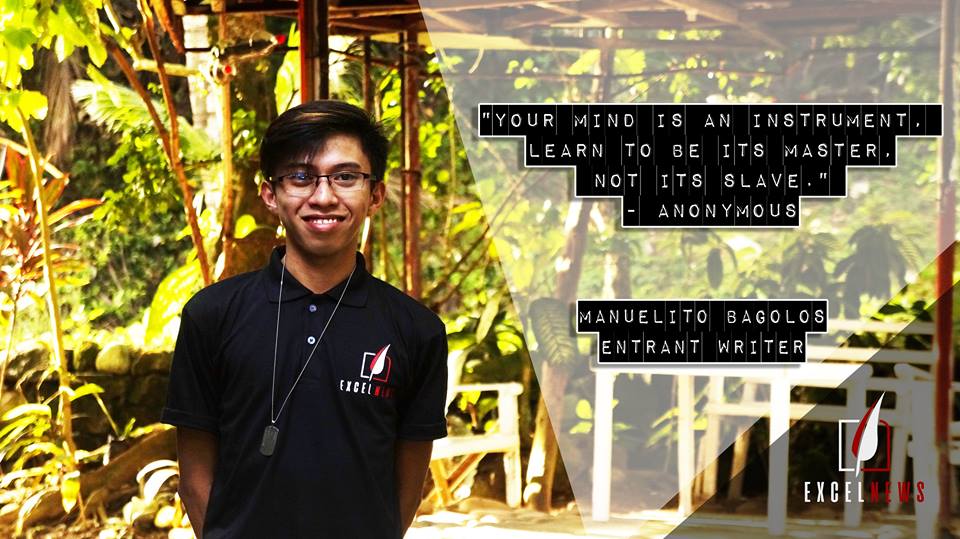 "YOUR MIND IS AN INSTRUMENT,
LEARN TO BE ITS MASTER,
NOT ITS SLAVE."
- ANONYMOUS
MANUELITO BAGOLOS
ENTRANT WRITER
EXCELNEWS
EXCELNEWS